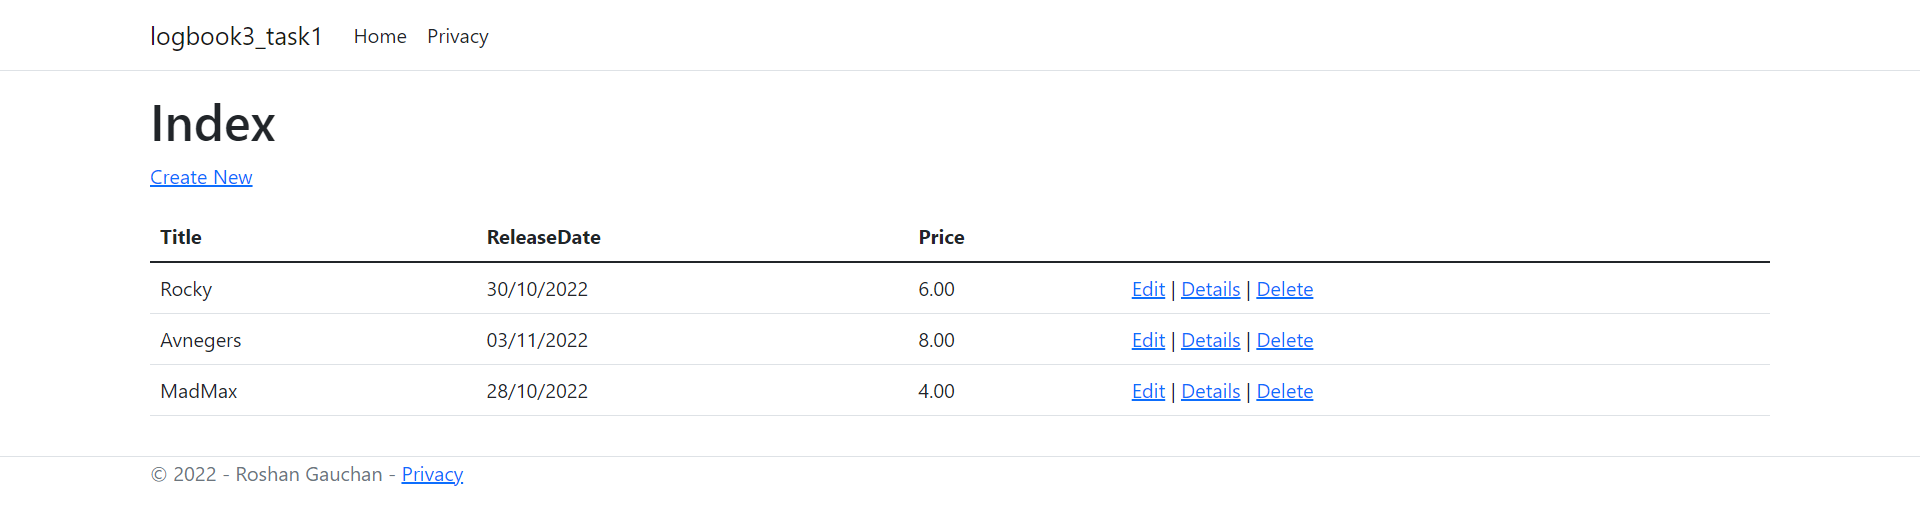 logbook3_task1 Home Privacy
Index
Create New
Title ReleaseDate Price
Rocky 30/10/2022 6.00 Edit | Details | Delete
Avnegers 03/11/2022 8.00 Edit | Details | Delete
MadMax 28/10/2022 4.00 Edit | Details | Delete
© 2022 - Roshan Gauchan - Privacy